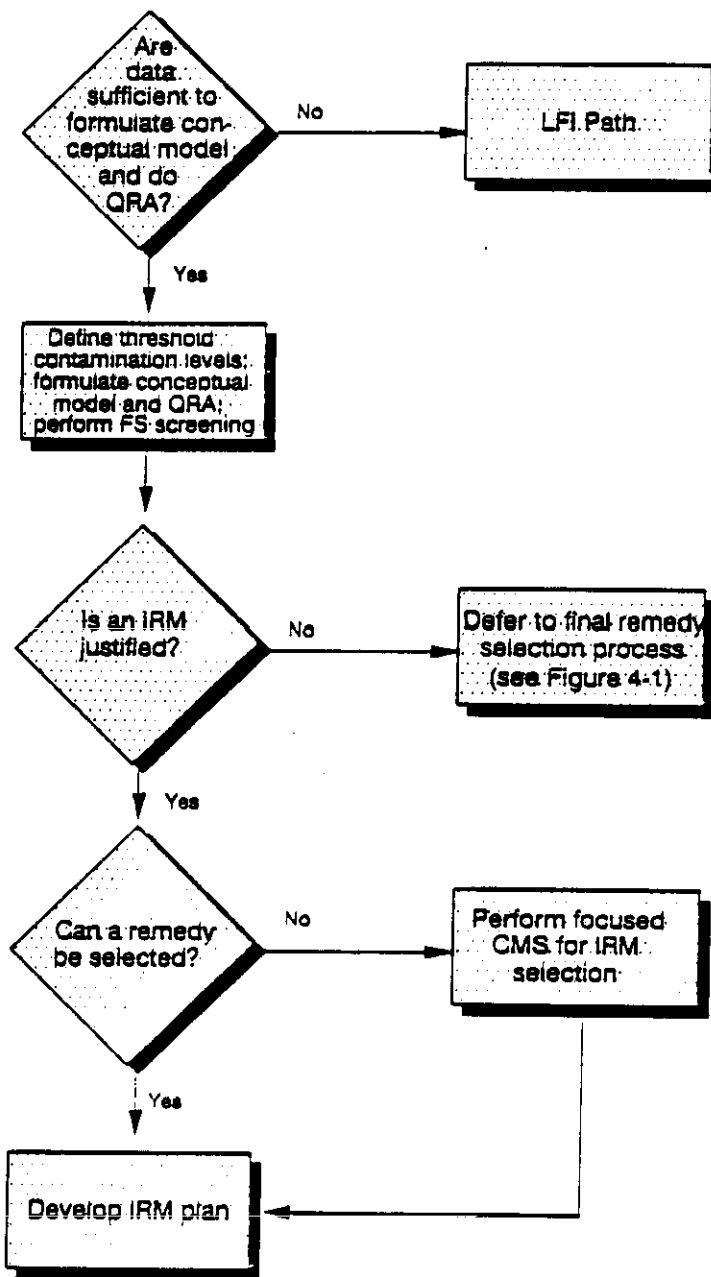 Are
data
sufficient to
formulate con-
ceptual model
and do
QRA?
No
LFI Path
Yes
Define threshold
contamination levels;
formulate conceptual
model and QRA;
perform FS screening
Is an IRM
justified?
No
Defer to final remedy
selection process
(see Figure 4-1)
Yes
Can a remedy
be selected?
No
Perform focused
CMS for IRM
selection
Yes
Develop IRM plan